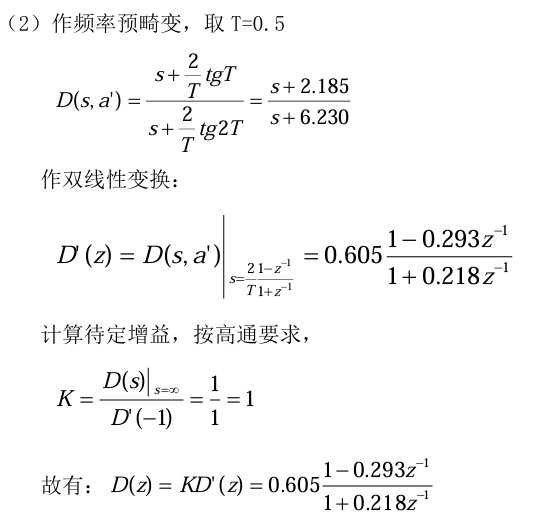 (2)作频率预畸变，取 T=0.5
D(s, a') = \frac{s + \frac{2}{T} tgT}{s + \frac{2}{T} tg2T} = \frac{s + 2.185}{s + 6.230}
作双线性变换：
D'(z) = D(s, a')|_{s=\frac{2}{T}\frac{1-z^{-1}}{1+z^{-1}}} = 0.605 \frac{1 - 0.293z^{-1}}{1 + 0.218z^{-1}}
计算待定增益，按高通要求，
K = \frac{D(s)|_{s=∞}}{D'(-1)} = \frac{1}{1} = 1
故有：D(z) = KD'(z) = 0.605 \frac{1 - 0.293z^{-1}}{1 + 0.218z^{-1}}